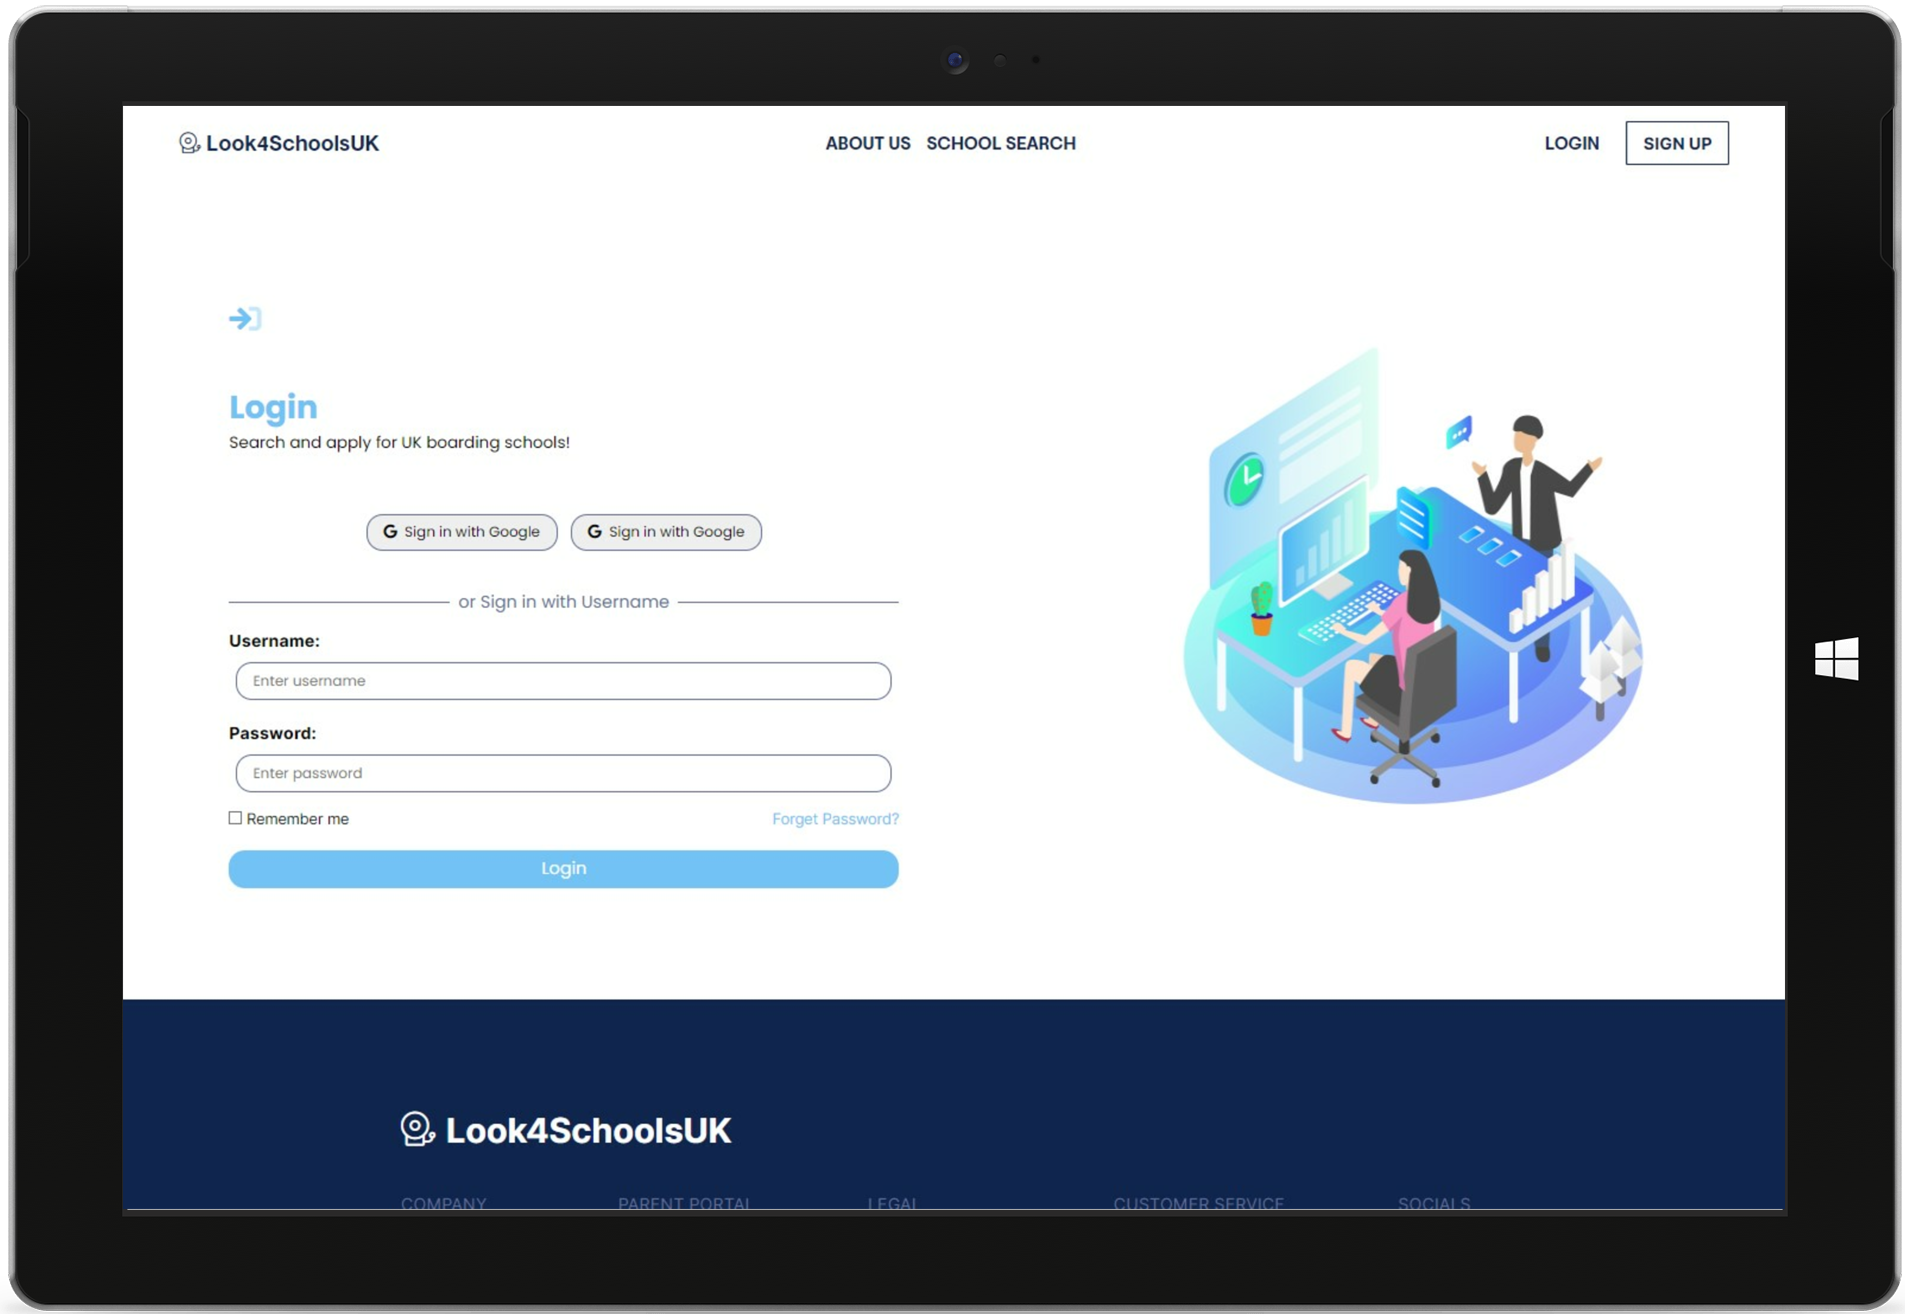 Look4SchoolsUK
ABOUT US SCHOOL SEARCH
LOGIN SIGN UP
Login
Search and apply for UK boarding schools!
Sign in with Google Sign in with Google
or Sign in with Username
Username:
Enter username
Password:
Enter password
Remember me Forget Password?
Login
Look4SchoolsUK
COMPANY PARENT PORTAL LEGAL CUSTOMER SERVICE SOCIALS